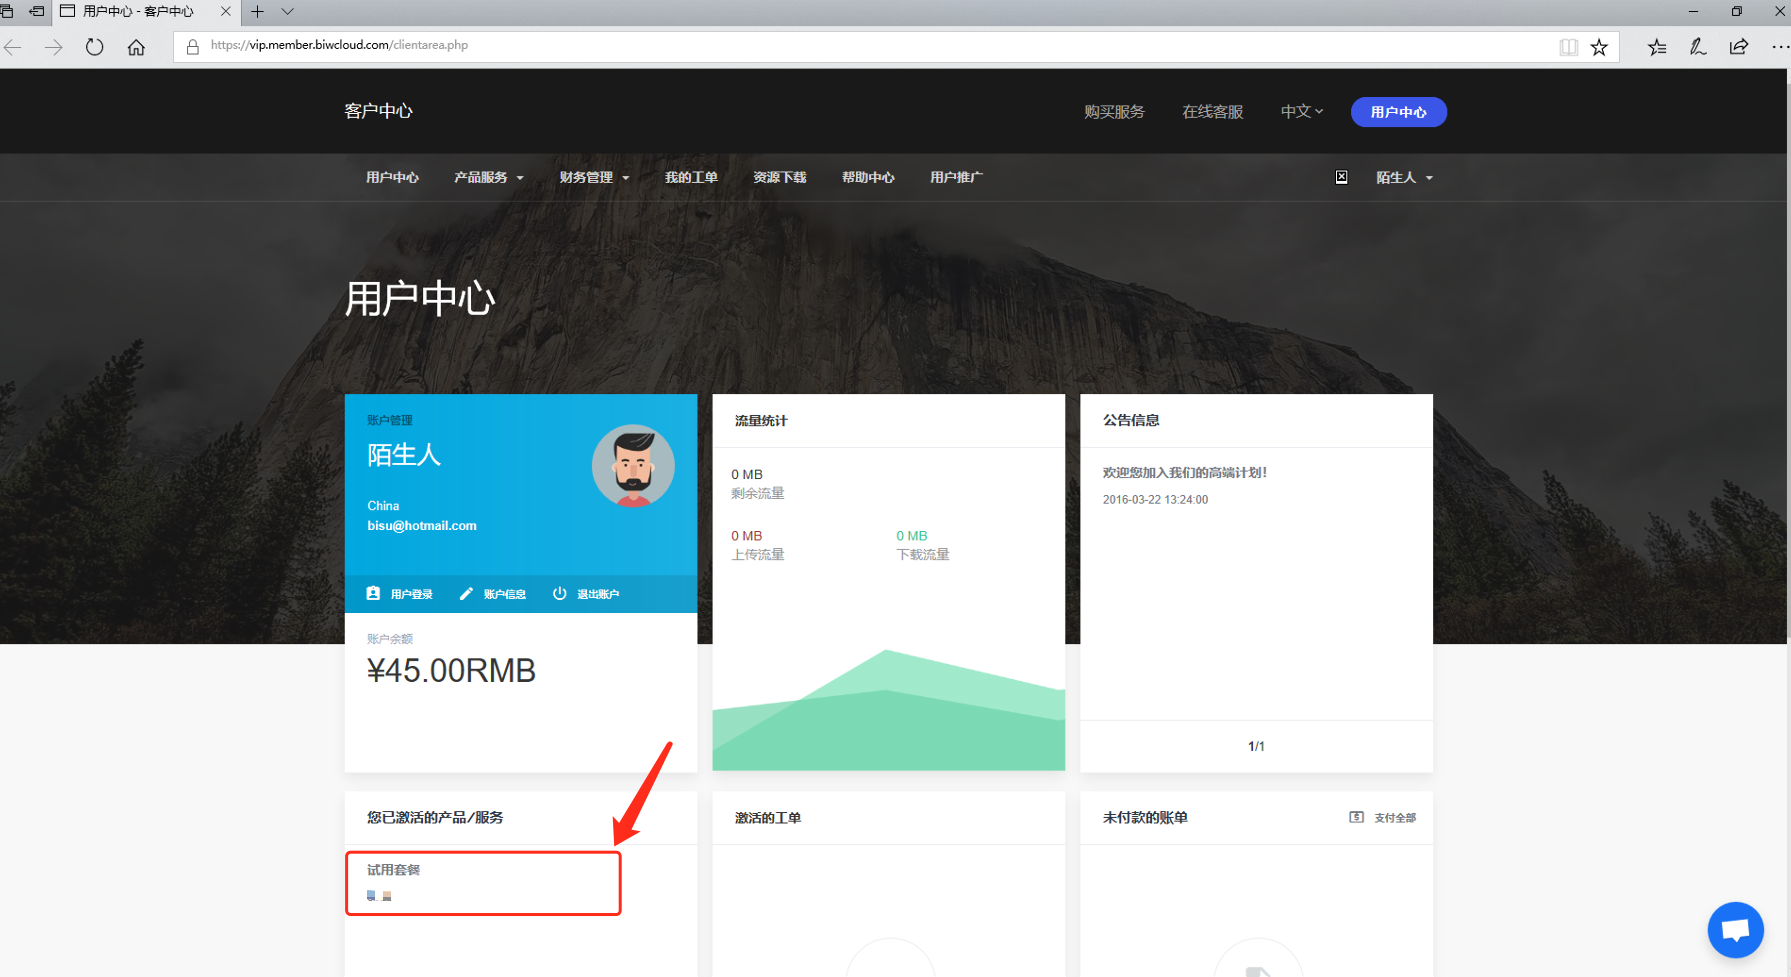 用户中心 - 客户中心
https://vip.member.biwcloud.com/clientarea.php
客户中心
购买服务
在线客服
中文
用户中心
用户中心
产品服务
财务管理
我的工单
资源下载
帮助中心
用户推广
陌生人
用户中心
账户管理
陌生人
China
bisu@hotmail.com
用户登录
账户信息
退出账户
账户余额
¥45.00RMB
流量统计
0 MB
剩余流量
0 MB
上传流量
0 MB
下载流量
公告信息
欢迎您加入我们的高端计划！
2016-03-22 13:24:00
1/1
您已激活的产品/服务
试用套餐
激活的工单
未付款的账单
支付全部